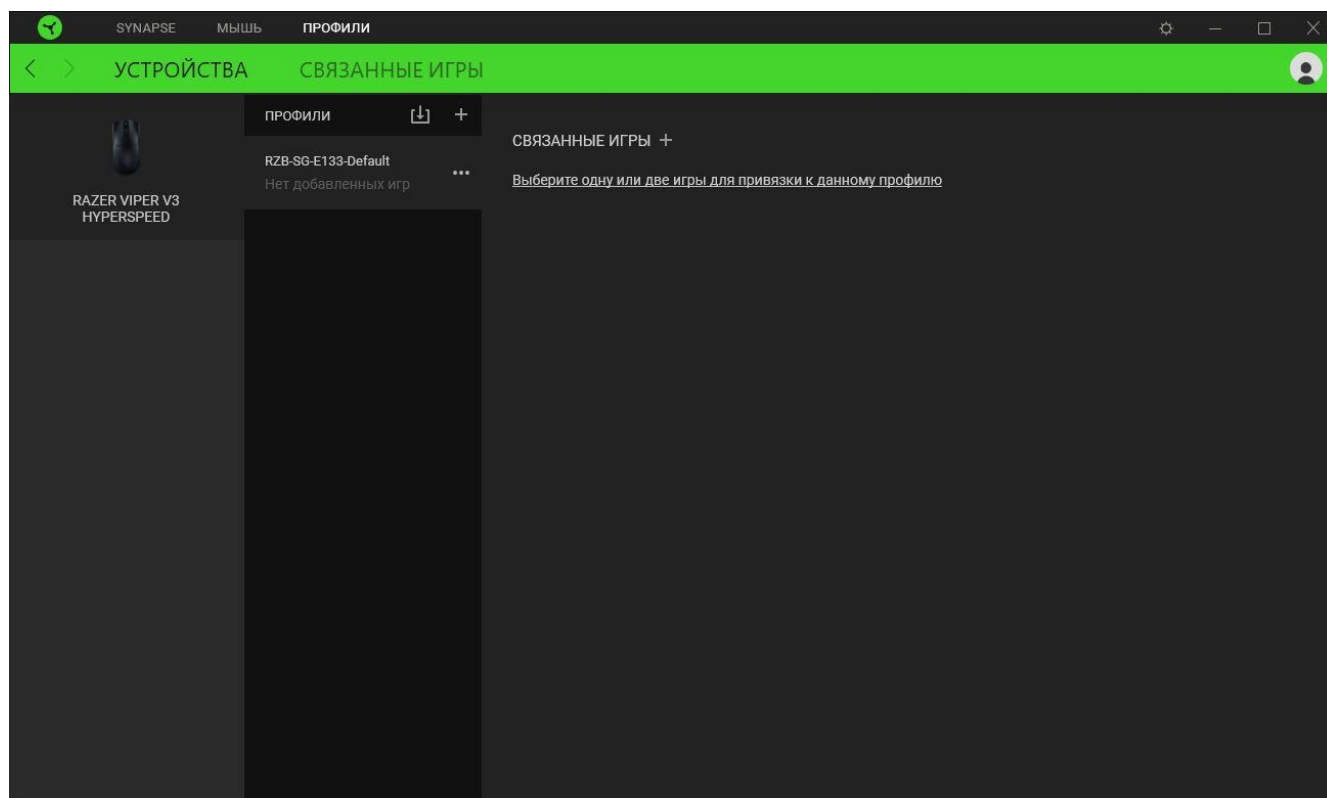 SYNAPSE МЫШЬ ПРОФИЛИ
УСТРОЙСТВА СВЯЗАННЫЕ ИГРЫ
RAZER VIPER V3
HYPERSPEED
ПРОФИЛИ
RZB-SG-E133-Default
Нет добавленных игр
СВЯЗАННЫЕ ИГРЫ +
Выберите одну или две игры для привязки к данному профилю